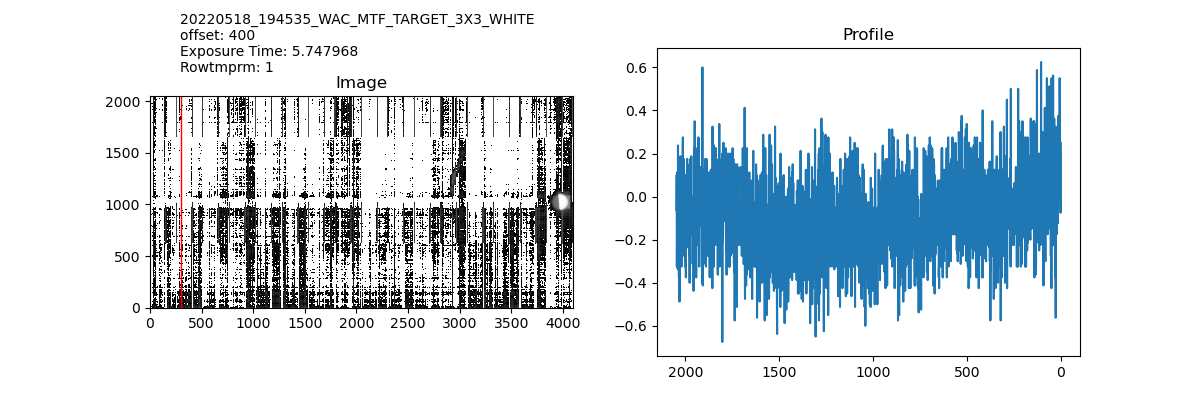 20220518_194535_WAC_MTF_TARGET_3X3_WHITE
offset: 400
Exposure Time: 5.747968
Rowtmprm: 1
Image
2000
1500
1000
500
0
0 500 1000 1500 2000 2500 3000 3500 4000
Profile
0.6
0.4
0.2
0.0
−0.2
−0.4
−0.6
2000 1500 1000 500 0